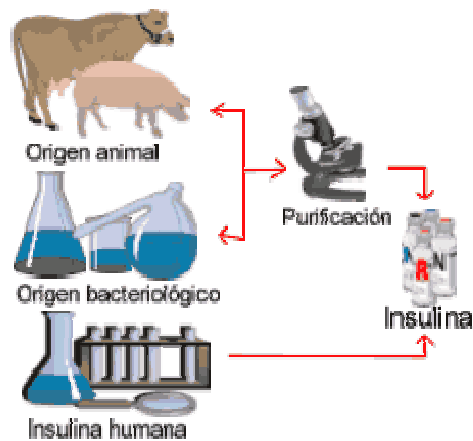 Origen animal
Purificación
Origen bacteriológico
R
N
Insulina
Insulina humana